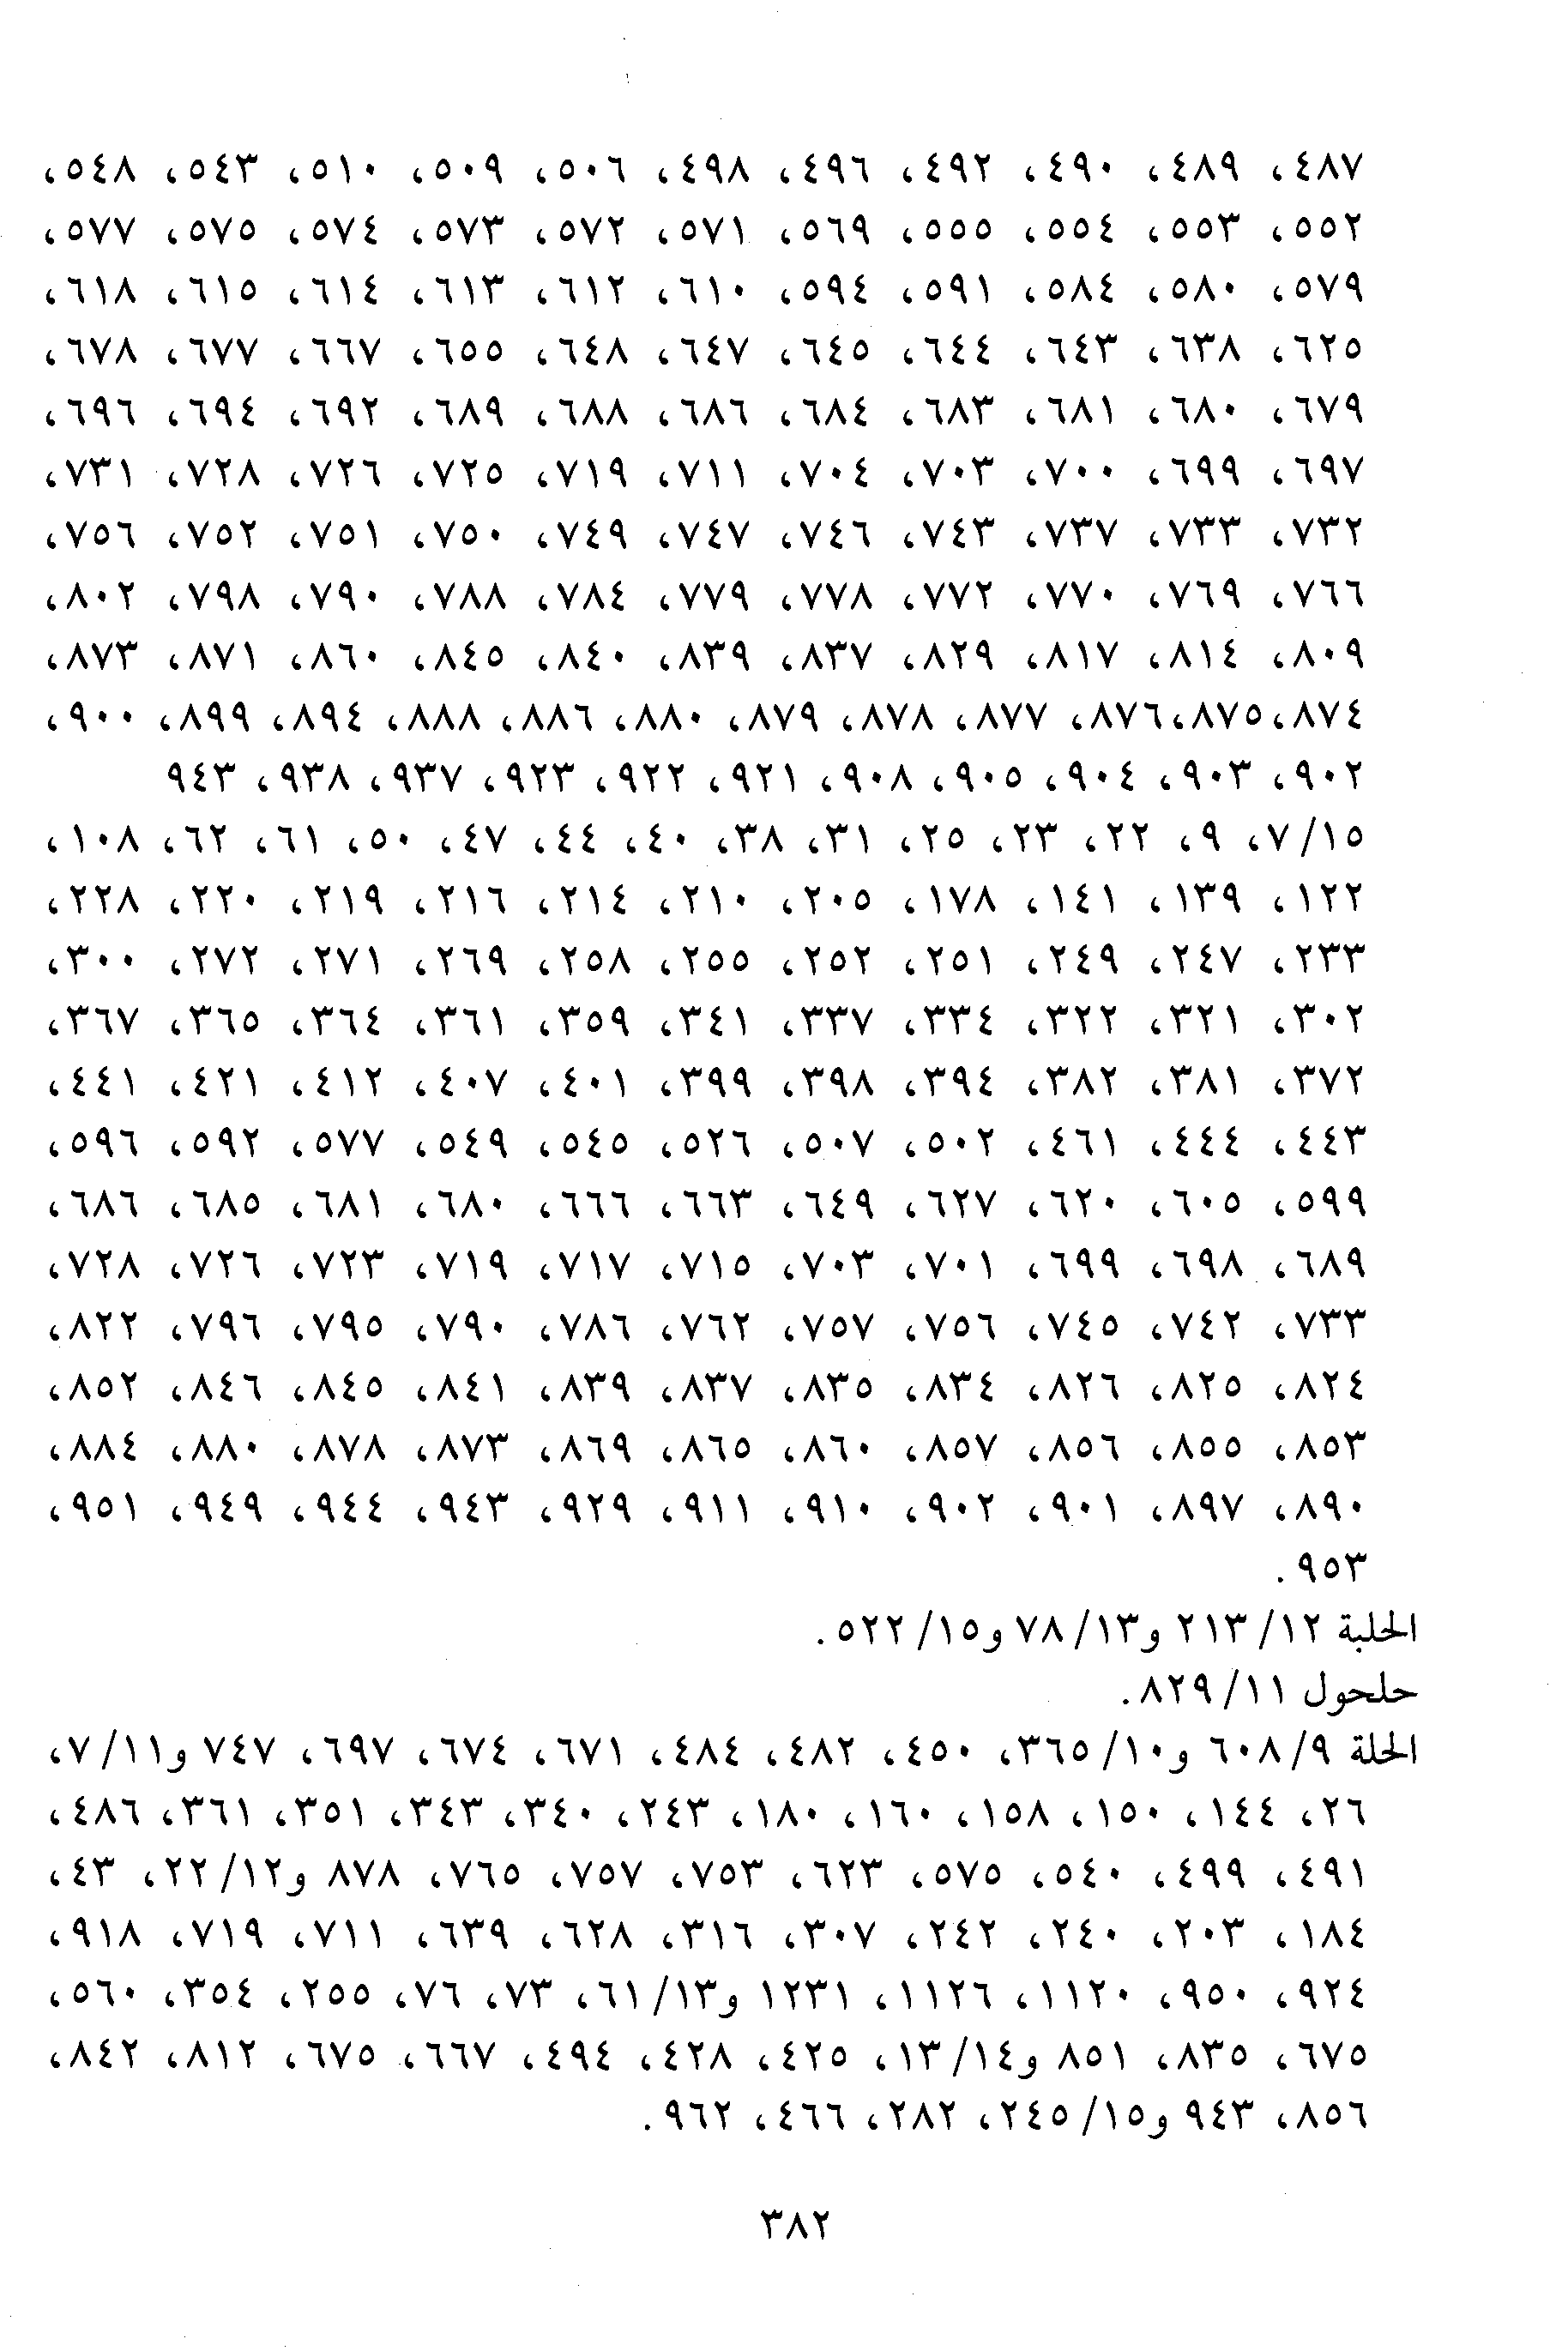 ٤٨٧، ٤٨٩، ٤٩٠، ٤٩٢، ٤٩٦، ٤٩٨، ٥٠٦، ٥٠٩، ٥١٠، ٥٤٣، ٥٤٨،
٥٥٢، ٥٥٣، ٥٥٤، ٥٥٥، ٥٦٩، ٥٧١، ٥٧٢، ٥٧٣، ٥٧٤، ٥٧٥، ٥٧٧،
٥٧٩، ٥٨٠، ٥٨٤، ٥٩١، ٥٩٤، ٦١٠، ٦١٢، ٦١٣، ٦١٤، ٦١٥، ٦١٨،
٦٢٥، ٦٣٨، ٦٤٣، ٦٤٤، ٦٤٥، ٦٤٧، ٦٤٨، ٦٥٥، ٦٦٧، ٦٧٧، ٦٧٨،
٦٧٩، ٦٨٠، ٦٨١، ٦٨٣، ٦٨٤، ٦٨٦، ٦٨٨، ٦٨٩، ٦٩٢، ٦٩٤، ٦٩٦،
٦٩٧، ٦٩٩، ٧٠٠، ٧٠٣، ٧٠٤، ٧١١، ٧١٩، ٧٢٥، ٧٢٦، ٧٢٨، ٧٣١،
٧٣٢، ٧٣٣، ٧٣٧، ٧٤٣، ٧٤٦، ٧٤٧، ٧٤٩، ٧٥٠، ٧٥١، ٧٥٢، ٧٥٦،
٧٦٦، ٧٦٩، ٧٧٠، ٧٧٢، ٧٧٨، ٧٧٩، ٧٨٤، ٧٨٨، ٧٩٠، ٧٩٨، ٨٠٢،
٨٠٩، ٨١٤، ٨١٧، ٨٢٩، ٨٣٧، ٨٣٩، ٨٤٠، ٨٤٥، ٨٦٠، ٨٧١، ٨٧٣،
٨٧٤، ٨٧٥، ٨٧٦، ٨٧٧، ٨٧٨، ٨٧٩، ٨٨٠، ٨٨٦، ٨٨٨، ٨٩٤، ٨٩٩، ٩٠٠،
٩٠٢، ٩٠٣، ٩٠٤، ٩٠٥، ٩٠٨، ٩٢١، ٩٢٢، ٩٢٣، ٩٣٧، ٩٣٨، ٩٤٣
٧/١٥، ٩، ٢٢، ٢٣، ٢٥، ٣١، ٣٨، ٤٠، ٤٤، ٤٧، ٥٠، ٦١، ٦٢، ١٠٨،
١٢٢، ١٣٩، ١٤١، ١٧٨، ٢٠٥، ٢١٠، ٢١٤، ٢١٦، ٢١٩، ٢٢٠، ٢٢٨،
٢٣٣، ٢٤٧، ٢٤٩، ٢٥١، ٢٥٢، ٢٥٥، ٢٥٨، ٢٦٩، ٢٧١، ٢٧٢، ٣٠٠،
٣٠٢، ٣٢١، ٣٢٢، ٣٣٤، ٣٣٧، ٣٤١، ٣٥٩، ٣٦١، ٣٦٤، ٣٦٥، ٣٦٧،
٣٧٢، ٣٨١، ٣٨٢، ٣٩٤، ٣٩٨، ٣٩٩، ٤٠١، ٤٠٧، ٤١٢، ٤٢١، ٤٤١،
٤٤٣، ٤٤٤، ٤٦١، ٥٠٢، ٥٠٧، ٥٢٦، ٥٤٥، ٥٤٩، ٥٧٧، ٥٩٢، ٥٩٦،
٥٩٩، ٦٠٥، ٦٢٠، ٦٢٧، ٦٤٩، ٦٦٣، ٦٦٦، ٦٨٠، ٦٨١، ٦٨٥، ٦٨٦،
٦٨٩، ٦٩٨، ٦٩٩، ٧٠١، ٧٠٣، ٧١٥، ٧١٧، ٧١٩، ٧٢٣، ٧٢٦، ٧٢٨،
٧٣٣، ٧٤٢، ٧٤٥، ٧٥٦، ٧٥٧، ٧٦٢، ٧٨٦، ٧٩٠، ٧٩٥، ٧٩٦، ٨٢٢،
٨٢٤، ٨٢٥، ٨٢٦، ٨٣٤، ٨٣٥، ٨٣٧، ٨٣٩، ٨٤١، ٨٤٥، ٨٤٦، ٨٥٢،
٨٥٣، ٨٥٥، ٨٥٦، ٨٥٧، ٨٦٠، ٨٦٥، ٨٦٩، ٨٧٣، ٨٧٨، ٨٨٠، ٨٨٤،
٨٩٠، ٨٩٧، ٩٠١، ٩٠٢، ٩١٠، ٩١١، ٩٢٩، ٩٤٣، ٩٤٤، ٩٤٩، ٩٥١،
٩٥٣.
الحلبة ١٢/ ٢١٣ و١٣/ ٧٨ و١٥/ ٥٢٢.
حلحول ١١/ ٨٢٩.
الحلة ٩/ ٦٠٨ و١٠/ ٣٦٥، ٤٥٠، ٤٨٢، ٤٨٤، ٦٧١، ٦٧٤، ٦٩٧، ٧٤٧ و١١/ ٧،
٢٦، ١٤٤، ١٥٠، ١٥٨، ١٦٠، ١٨٠، ٢٤٣، ٣٤٠، ٣٤٣، ٣٥١، ٣٦١، ٤٨٦،
٤٩١، ٤٩٩، ٥٤٠، ٥٧٥، ٦٢٣، ٧٥٣، ٧٥٧، ٧٦٥، ٨٧٨ و١٢/ ٢٢، ٤٣،
١٨٤، ٢٠٣، ٢٤٠، ٢٤٢، ٣٠٧، ٣١٦، ٦٢٨، ٦٣٩، ٧١١، ٧١٩، ٩١٨،
٩٢٤، ٩٥٠، ١١٢٠، ١١٢٦، ١٢٣١ و١٣/ ٦١، ٧٣، ٧٦، ٢٥٥، ٣٥٤، ٥٦٠،
٦٧٥، ٨٣٥، ٨٥١ و١٤/ ١٣، ٤٢٥، ٤٢٨، ٤٩٤، ٦٦٧، ٦٧٥، ٨١٢، ٨٤٢،
٨٥٦، ٩٤٣ و١٥/ ٢٤٥، ٢٨٢، ٤٦٦، ٩٦٢.
٣٨٢